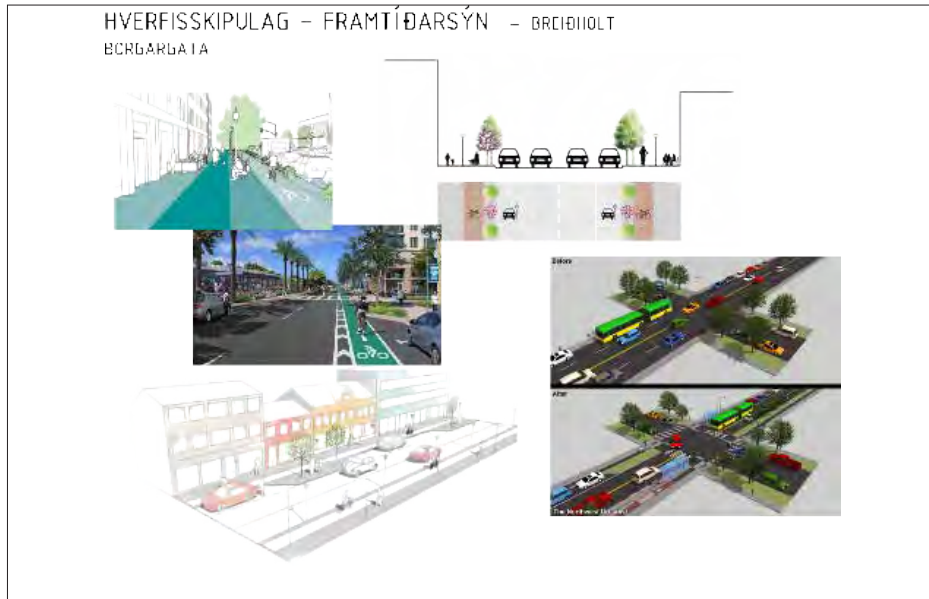 HVERFISSKIPULAG - FRAMTÍÐARSÝN - BREIÐHOLT
BORGARGATA
Before
After